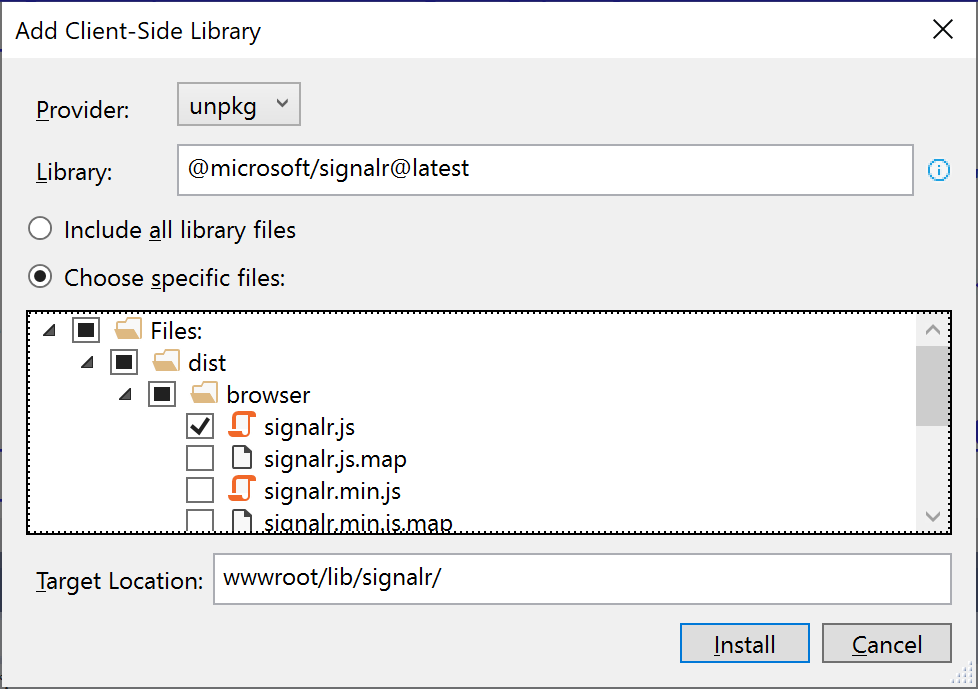 Add Client-Side Library
Provider: unpkg
Library: @microsoft/signalr@latest
Include all library files
Choose specific files:
Files:
dist
browser
signalr.js
signalr.js.map
signalr.min.js
signalr.min.js.map
Target Location: wwwroot/lib/signalr/
Install Cancel